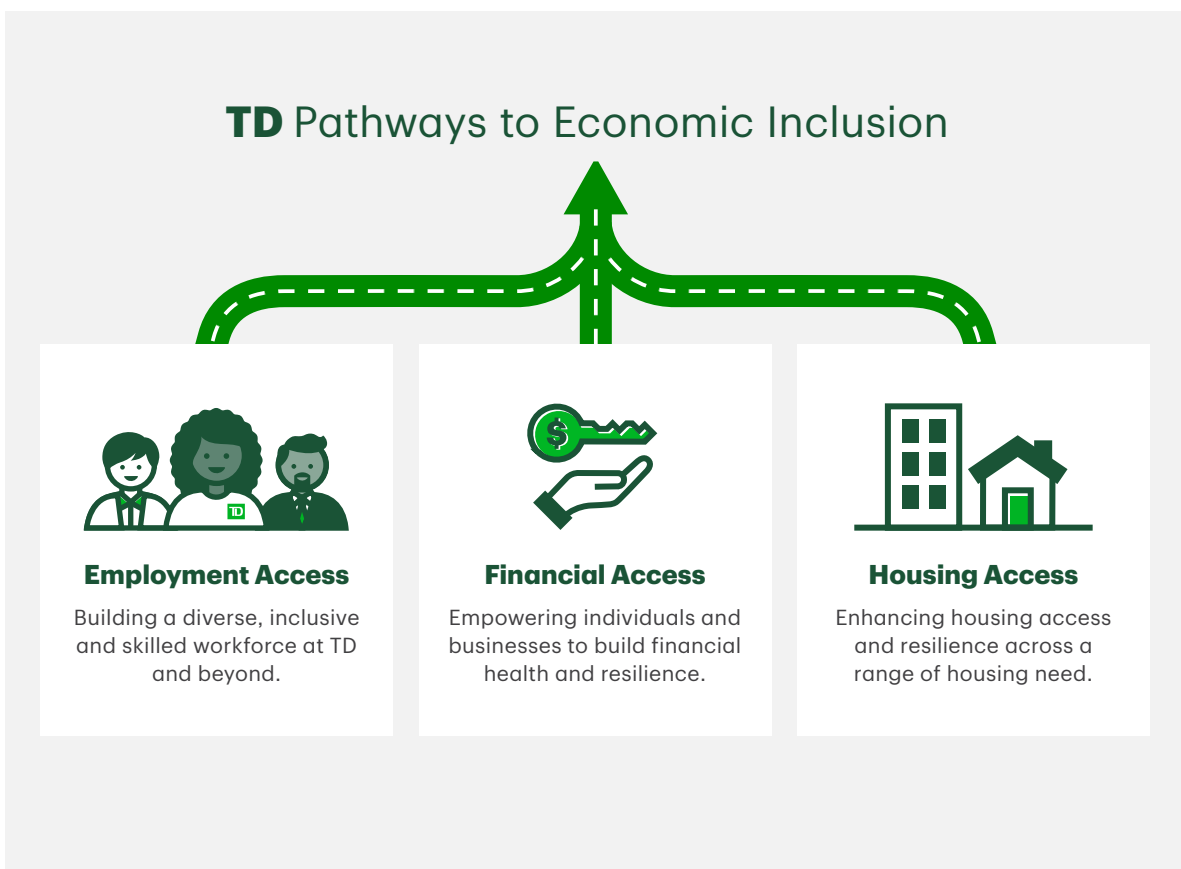 TD Pathways to Economic Inclusion
$
TD
Employment Access
Building a diverse, inclusive
and skilled workforce at TD
and beyond.
Financial Access
Empowering individuals and
businesses to build financial
health and resilience.
Housing Access
Enhancing housing access
and resilience across a
range of housing need.